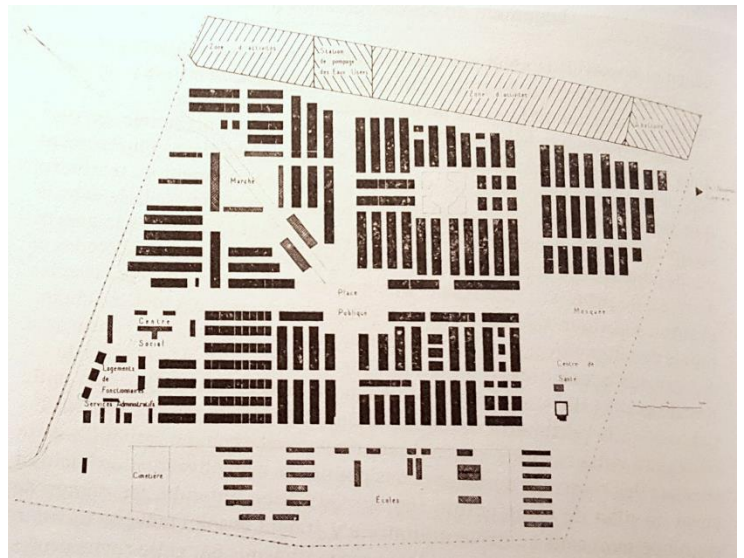 Zone d'activités
Station
de pompage
des Eaux Usées
Zone d'activités
Marché
Place
Publique
Mosquée
Centre
Social
Logements
de
Fonctionnaires
Services Administratifs
Centre de
Santé
Cimetière
Ecoles